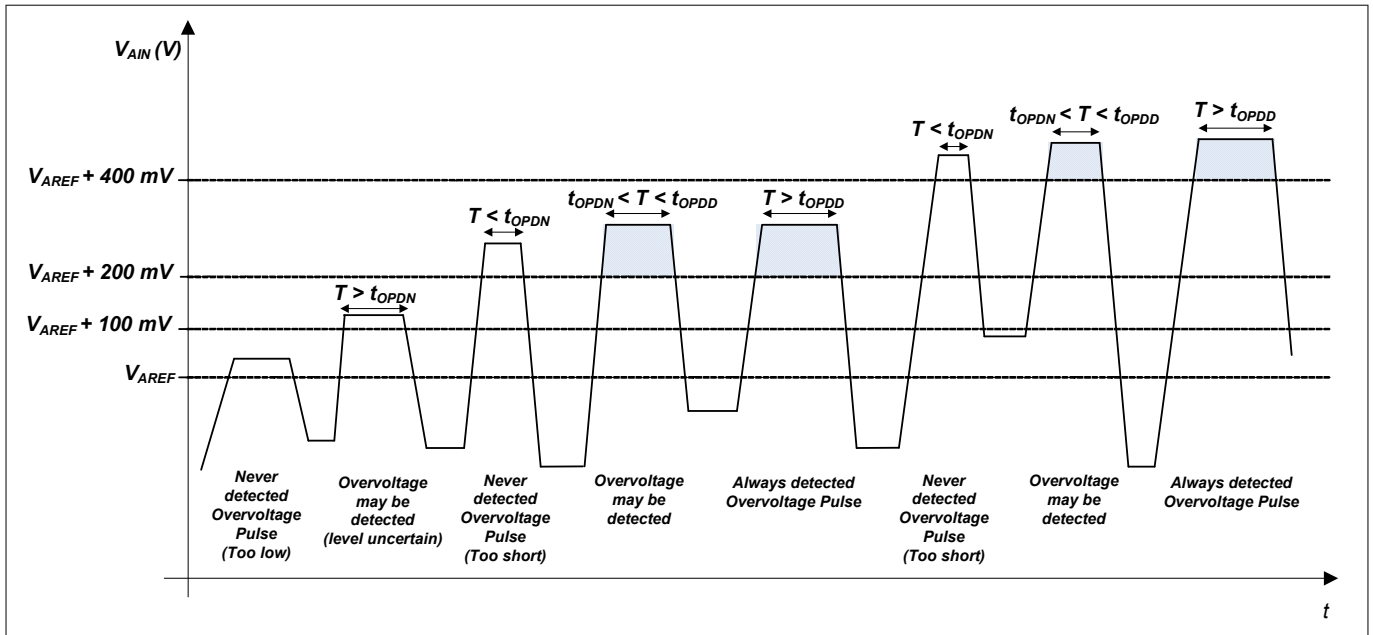 V_AIN (V)
T < t_OPDN
t_OPDN < T < t_OPDD
T > t_OPDD
V_AREF + 400 mV
T < t_OPDN
t_OPDN < T < t_OPDD
T > t_OPDD
V_AREF + 200 mV
T > t_OPDN
V_AREF + 100 mV
V_AREF
Never
detected
Overvoltage
Pulse
(Too low)
Overvoltage
may be
detected
(level uncertain)
Never
detected
Overvoltage
Pulse
(Too short)
Overvoltage
may be
detected
Always detected
Overvoltage Pulse
Never
detected
Overvoltage
Pulse
(Too short)
Overvoltage
may be
detected
Always detected
Overvoltage Pulse
t